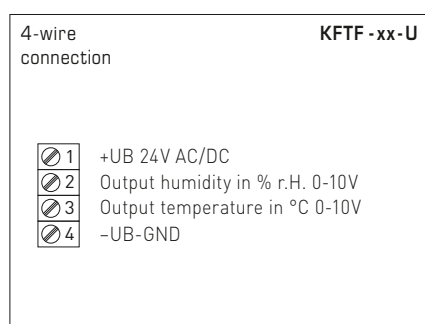 4-wire KFTF-xx-U
connection
1 +UB 24V AC/DC
2 Output humidity in % r.H. 0-10V
3 Output temperature in °C 0-10V
4 –UB-GND